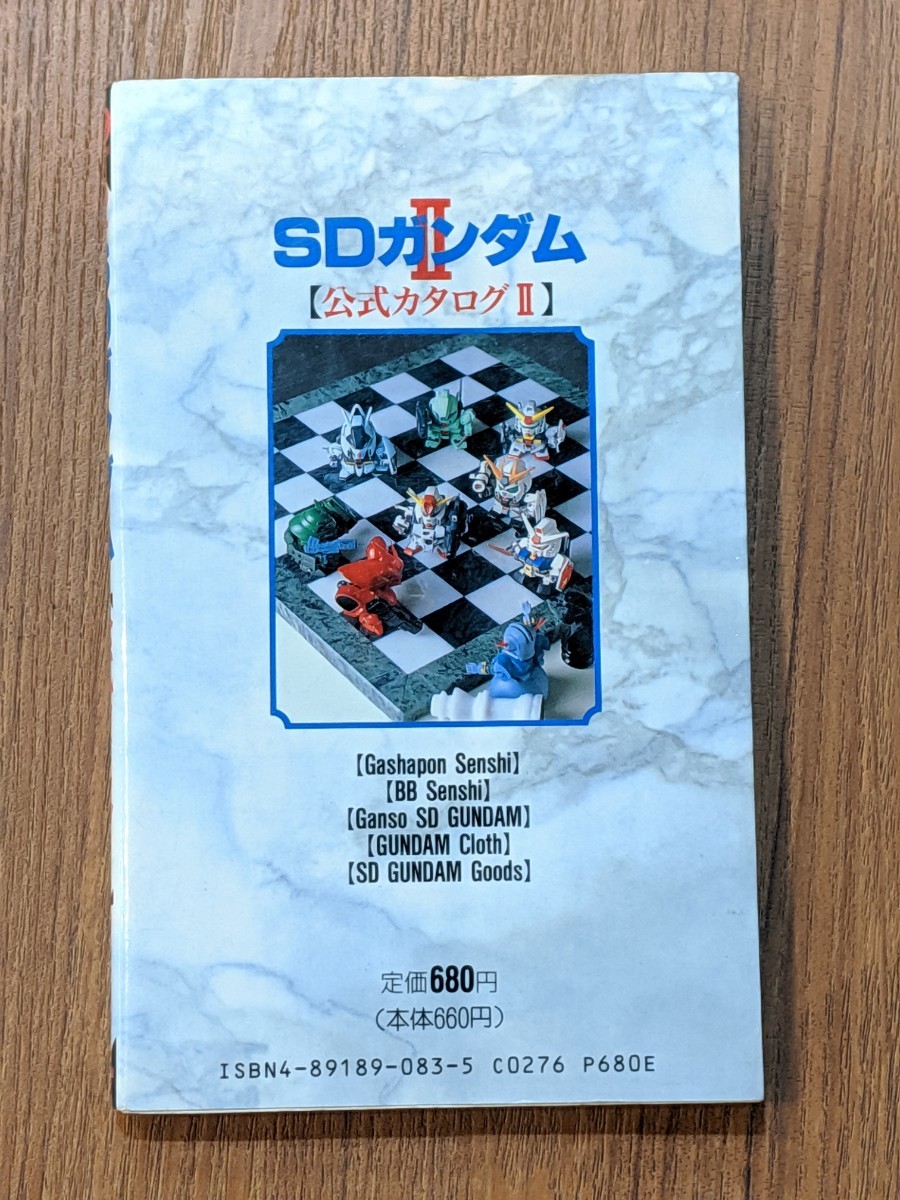 SDガンダムII
【公式カタログII】
【Gashapon Senshi】
【BB Senshi】
【Ganso SD GUNDAM】
【GUNDAM Cloth】
【SD GUNDAM Goods】
定価680円
(本体660円)
ISBN4-89189-083-5 C0276 P680E